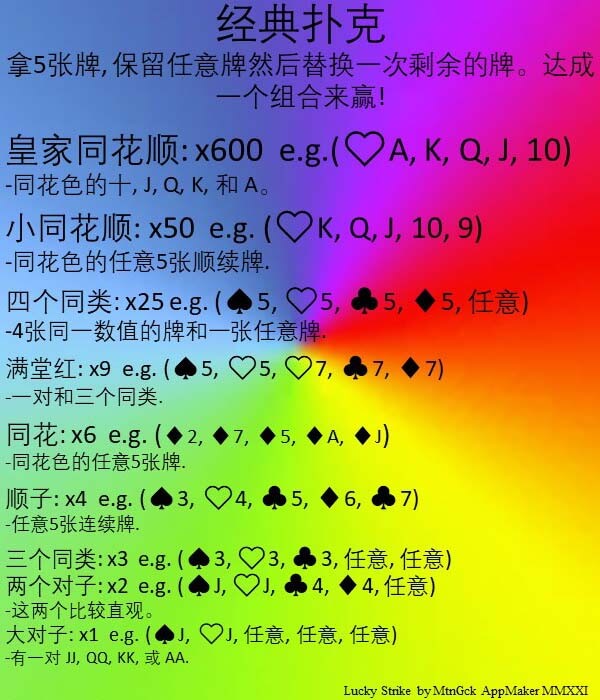 经典扑克
拿5张牌, 保留任意牌然后替换一次剩余的牌。达成
一个组合来赢!
皇家同花顺: x600 e.g.(♡A, K, Q, J, 10)
-同花色的十, J, Q, K, 和 A。
小同花顺: x50 e.g. (♡K, Q, J, 10, 9)
-同花色的任意5张顺续牌.
四个同类: x25 e.g. (♠5, ♡5, ♣5, ♦5, 任意)
-4张同一数值的牌和一张任意牌.
满堂红: x9 e.g. (♠5, ♡5, ♡7, ♣7, ♦7)
-一对和三个同类.
同花: x6 e.g. (♦2, ♦7, ♦5, ♦A, ♦J)
-同花色的任意5张牌.
顺子: x4 e.g. (♠3, ♡4, ♣5, ♦6, ♣7)
-任意5张连续牌.
三个同类: x3 e.g. (♠3, ♡3, ♣3, 任意, 任意)
两个对子: x2 e.g. (♠J, ♡J, ♣4, ♦4, 任意)
-这两个比较直观。
大对子: x1 e.g. (♠J, ♡J, 任意, 任意, 任意)
-有一对 JJ, QQ, KK, 或 AA.
Lucky Strike by MtnGck AppMaker MMXXI